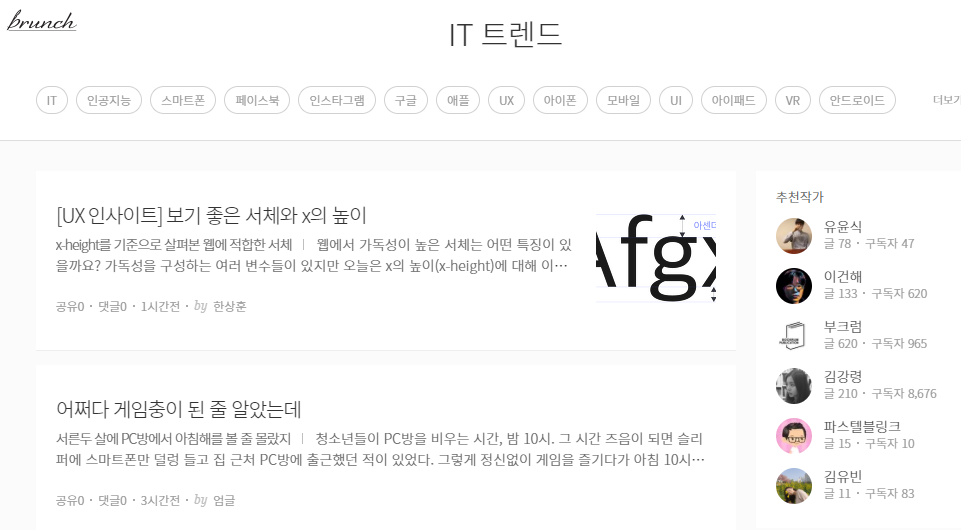 brunch
IT 트렌드
IT 인공지능 스마트폰 페이스북 인스타그램 구글 애플 UX 아이폰 모바일 UI 아이패드 VR 안드로이드 더보기
[UX 인사이트] 보기 좋은 서체와 x의 높이
x-height를 기준으로 살펴본 웹에 적합한 서체 | 웹에서 가독성이 높은 서체는 어떤 특징이 있
을까요? 가독성을 구성하는 여러 변수들이 있지만 오늘은 x의 높이(x-height)에 대해 이…
공유0 · 댓글0 · 1시간전 · by 한상훈
Afgx
아센더
어쩌다 게임충이 된 줄 알았는데
서른두 살에 PC방에서 아침해를 볼 줄 몰랐지 | 청소년들이 PC방을 비우는 시간, 밤 10시. 그 시간 즈음이 되면 슬리
퍼에 스마트폰만 덜렁 들고 집 근처 PC방에 출근했던 적이 있었다. 그렇게 정신없이 게임을 즐기다가 아침 10시…
공유0 · 댓글0 · 3시간전 · by 업글
추천작가
유윤식
글 78 · 구독자 47
이건해
글 133 · 구독자 620
부크럼
글 620 · 구독자 965
김강령
글 210 · 구독자 8,676
파스텔블링크
글 15 · 구독자 10
김유빈
글 11 · 구독자 83